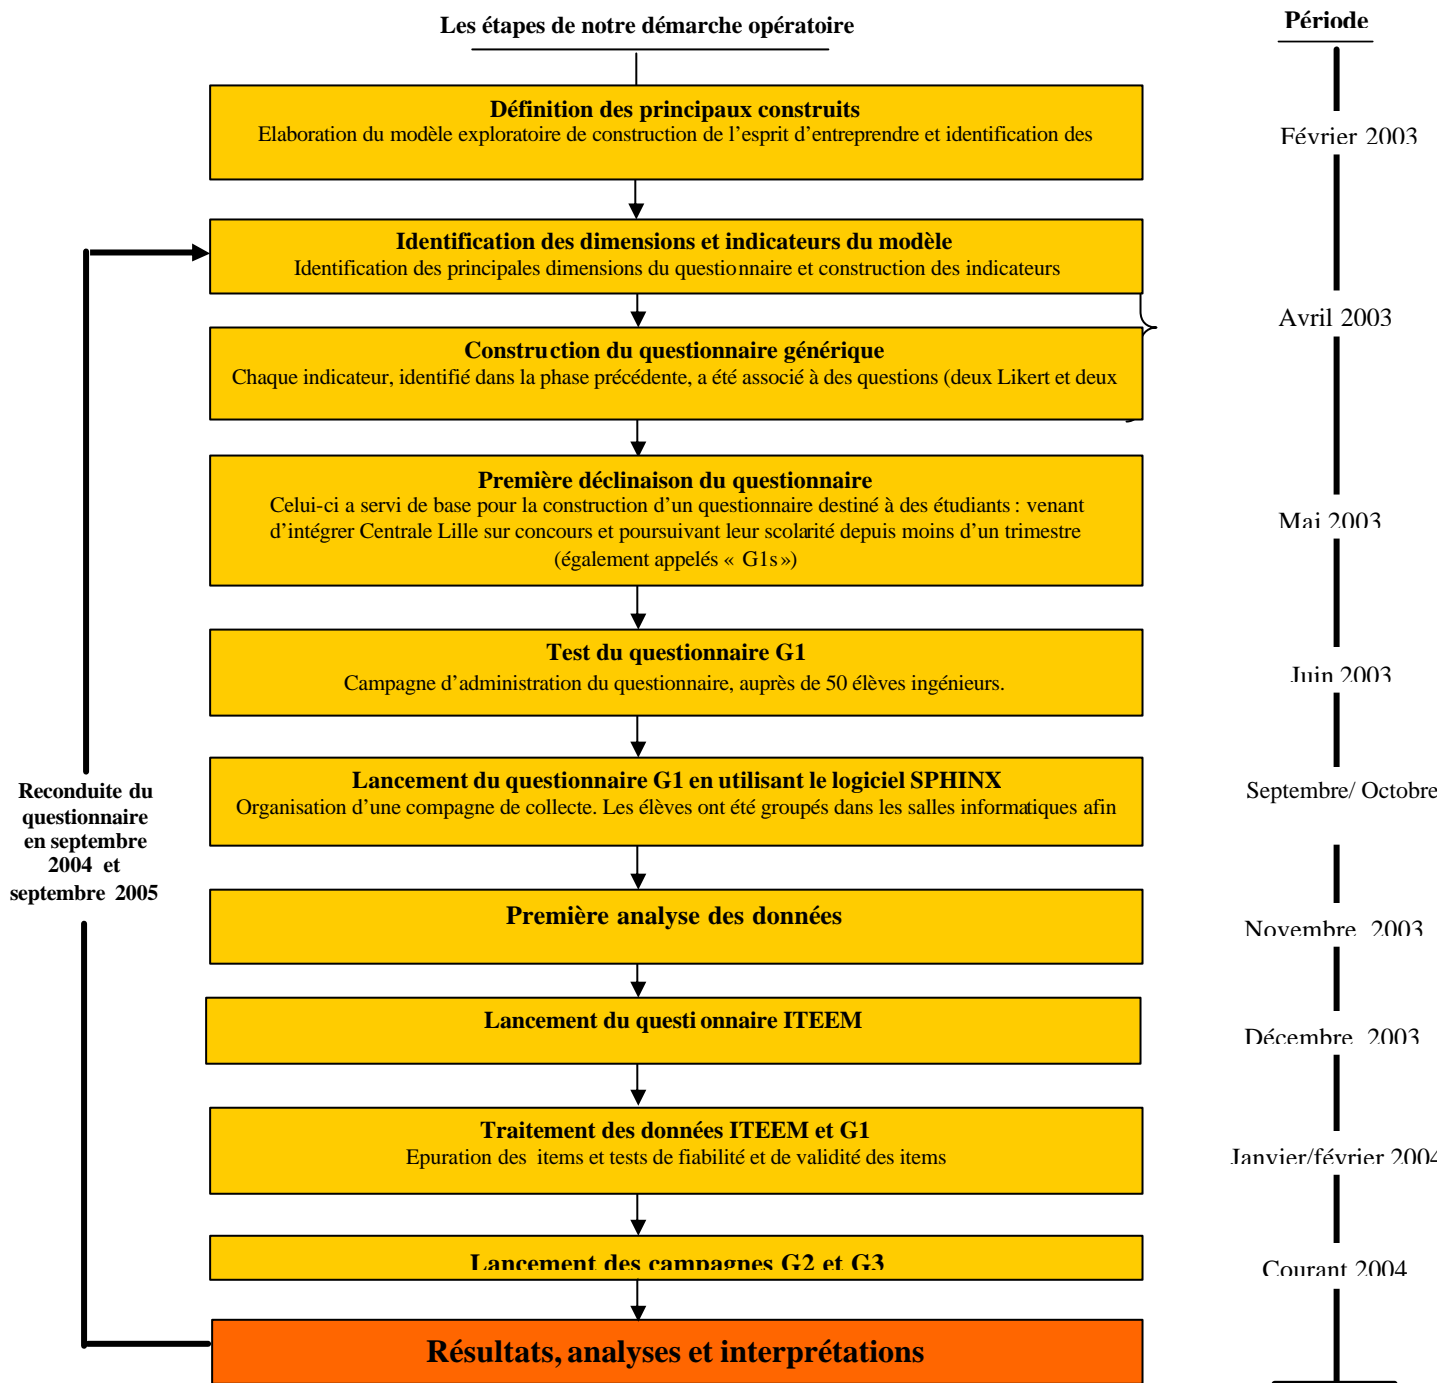 Les étapes de notre démarche opératoire
Période
Définition des principaux construits
Elaboration du modèle exploratoire de construction de l’esprit d’entreprendre et identification des
Février 2003
Identification des dimensions et indicateurs du modèle
Identification des principales dimensions du questionnaire et construction des indicateurs
Avril 2003
Construction du questionnaire générique
Chaque indicateur, identifié dans la phase précédente, a été associé à des questions (deux Likert et deux
Première déclinaison du questionnaire
Celui-ci a servi de base pour la construction d’un questionnaire destiné à des étudiants : venant
d’intégrer Centrale Lille sur concours et poursuivant leur scolarité depuis moins d’un trimestre
(également appelés « G1s»)
Mai 2003
Test du questionnaire G1
Campagne d’administration du questionnaire, auprès de 50 élèves ingénieurs.
Juin 2003
Lancement du questionnaire G1 en utilisant le logiciel SPHINX
Organisation d’une compagne de collecte. Les élèves ont été groupés dans les salles informatiques afin
Septembre/ Octobre
Reconduite du
questionnaire
en septembre
2004 et
septembre 2005
Première analyse des données
Novembre 2003
Lancement du questionnaire ITEEM
Décembre 2003
Traitement des données ITEEM et G1
Epuration des items et tests de fiabilité et de validité des items
Janvier/février 2004
Lancement des campagnes G2 et G3
Courant 2004
Résultats, analyses et interprétations